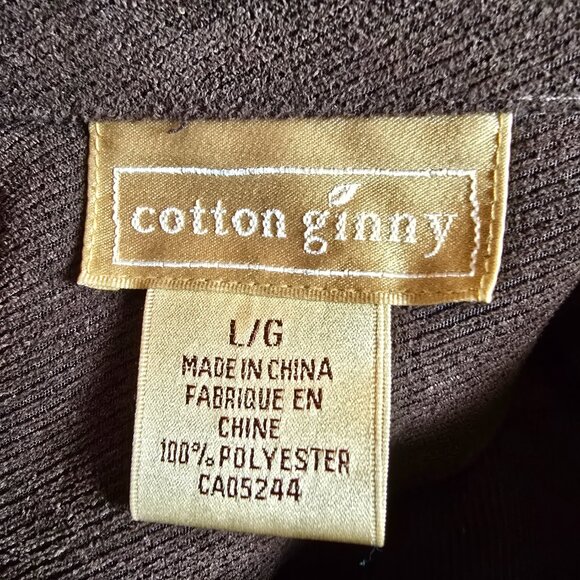 cotton ginny
L/G
MADE IN CHINA
FABRIQUE EN
CHINE
100% POLYESTER
CA05244